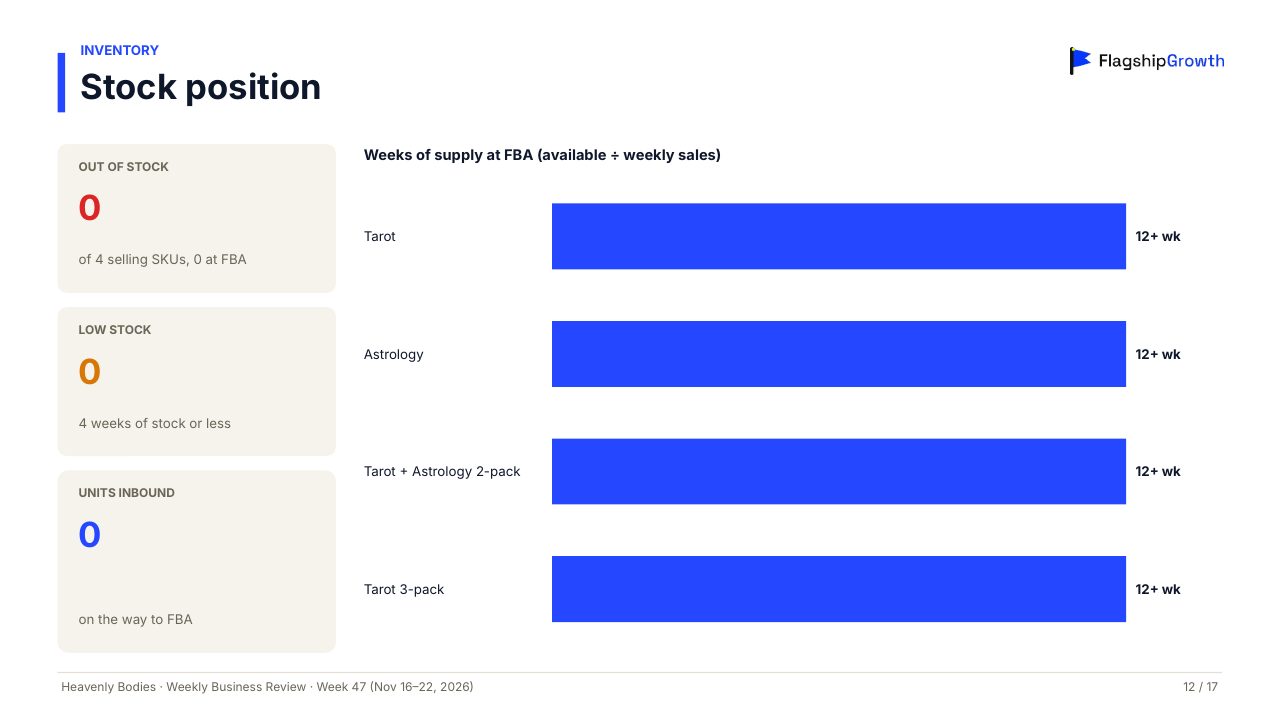 INVENTORY
Stock position
FlagshipGrowth
OUT OF STOCK
0
of 4 selling SKUs, 0 at FBA
LOW STOCK
0
4 weeks of stock or less
UNITS INBOUND
0
on the way to FBA
Weeks of supply at FBA (available ÷ weekly sales)
Tarot
12+ wk
Astrology
12+ wk
Tarot + Astrology 2-pack
12+ wk
Tarot 3-pack
12+ wk
Heavenly Bodies · Weekly Business Review · Week 47 (Nov 16–22, 2026)
12 / 17